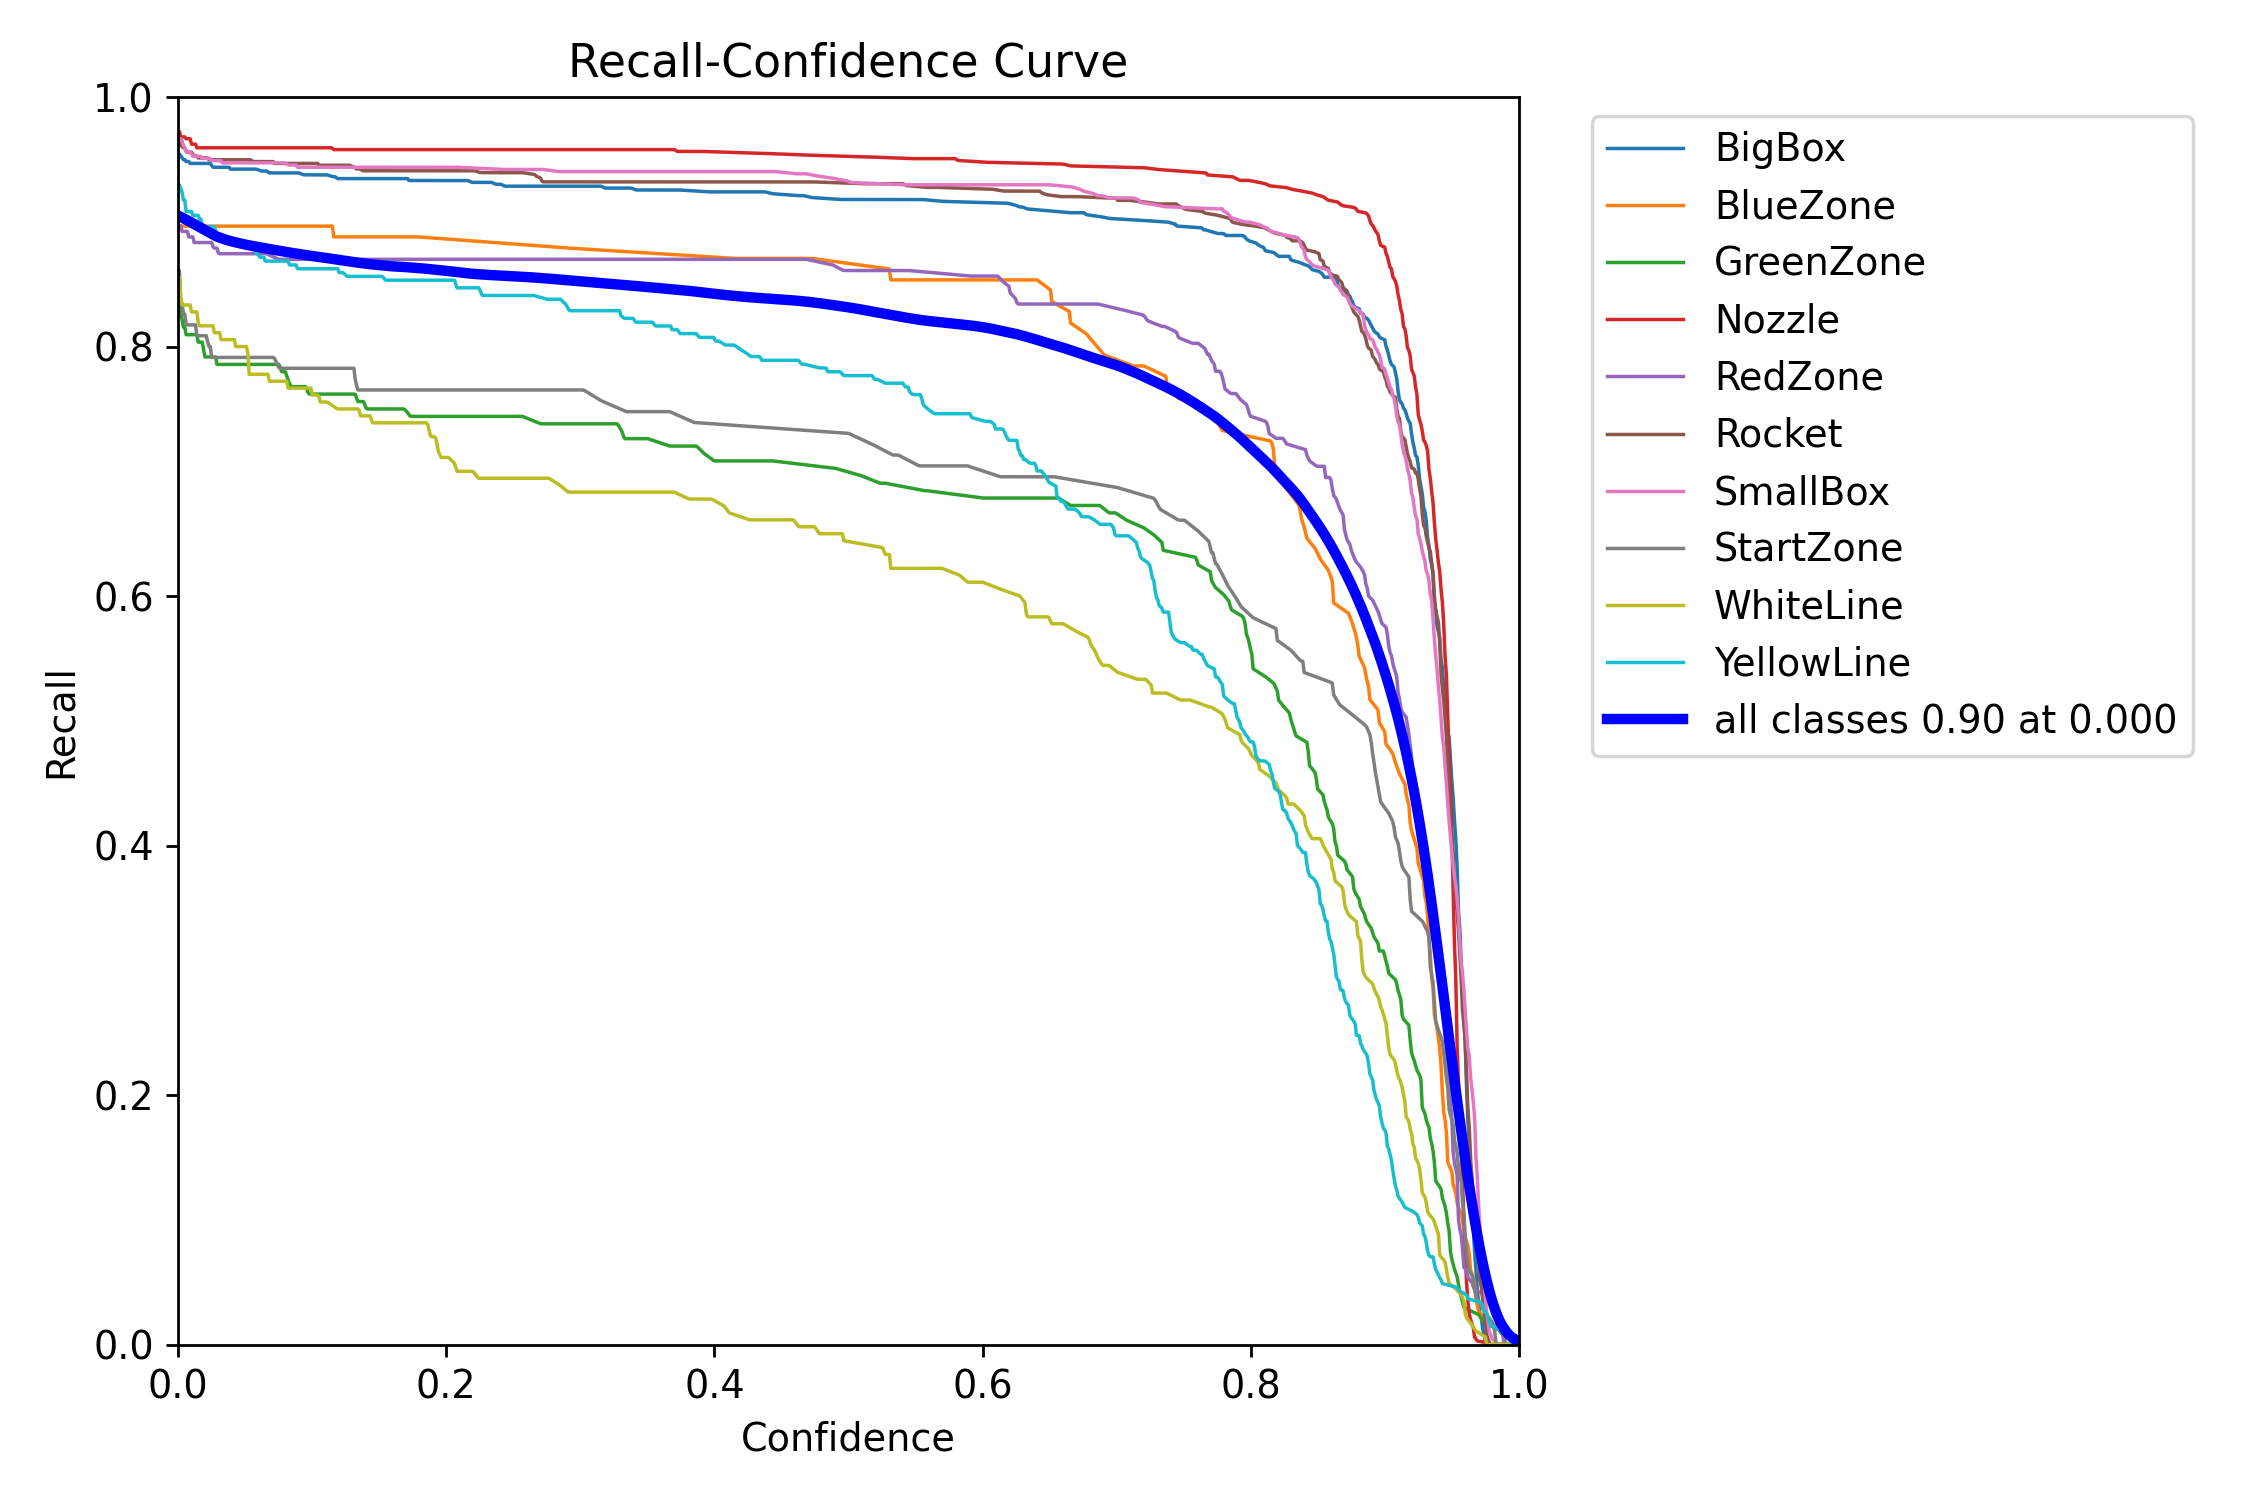 Recall-Confidence Curve
1.0
0.8
0.6
0.4
0.2
0.0
Recall
0.0 0.2 0.4 0.6 0.8 1.0
Confidence
BigBox
BlueZone
GreenZone
Nozzle
RedZone
Rocket
SmallBox
StartZone
WhiteLine
YellowLine
all classes 0.90 at 0.000